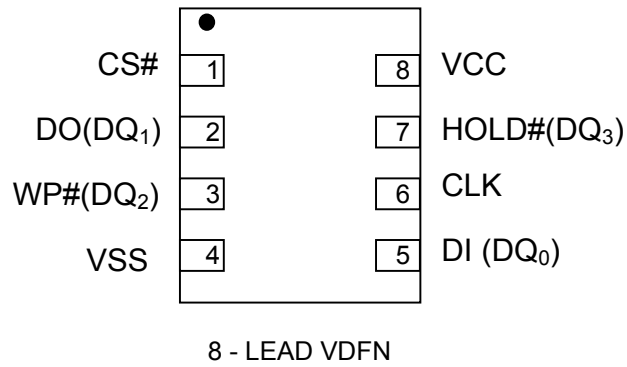 CS# 1 8 VCC
DO(DQ₁) 2 7 HOLD#(DQ₃)
WP#(DQ₂) 3 6 CLK
VSS 4 5 DI (DQ₀)
8 - LEAD VDFN